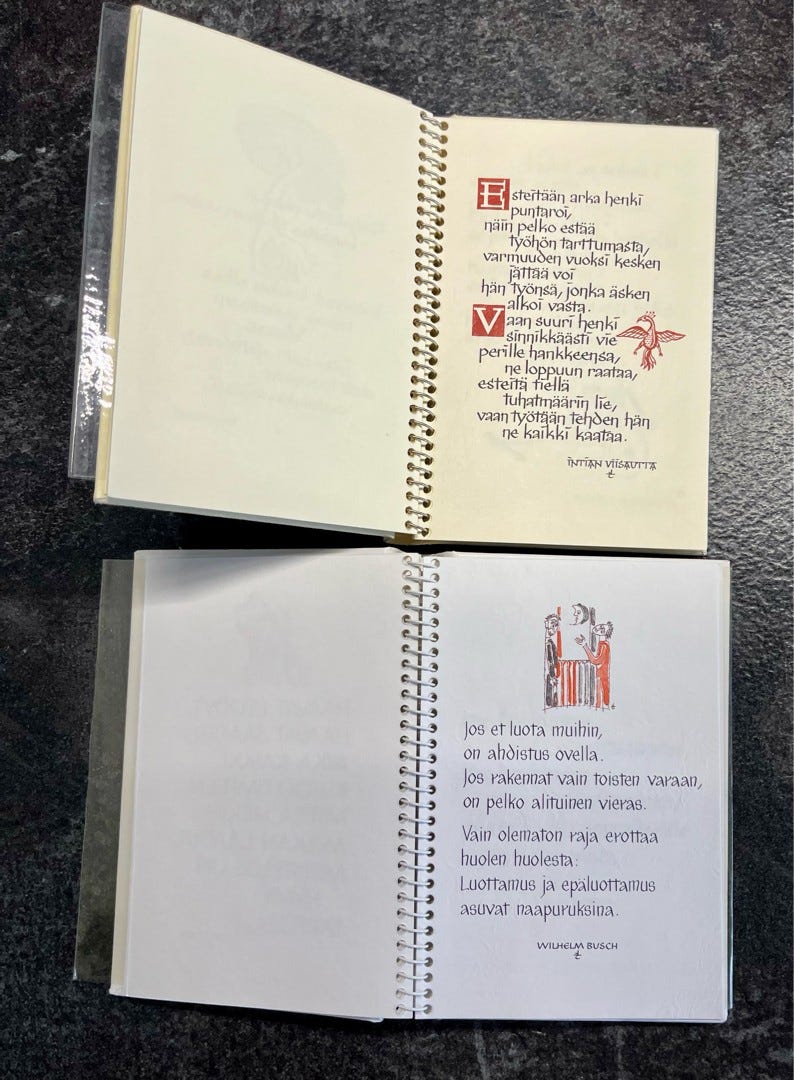 Esteitään arka henki
puntaroi,
näin pelko estää
työhön tarttumasta,
varmuuden vuoksi kesken
jättää voi
hän työnsä, jonka äsken
alkoi vasta.
Vaan suuri henki
sinnikkäästi vie
perille hankkeensa,
ne loppuun raataa,
esteitä tiellä
tuhatmäärin lie,
vaan työtään tehden hän
ne kaikki kaataa.
INTIAN VIISAUTTA
Jos et luota muihin,
on ahdistus ovella.
Jos rakennat vain toisten varaan,
on pelko alituinen vieras.
Vain olematon raja erottaa
huolen huolesta:
Luottamus ja epäluottamus
asuvat naapuruksina.
WILHELM BUSCH